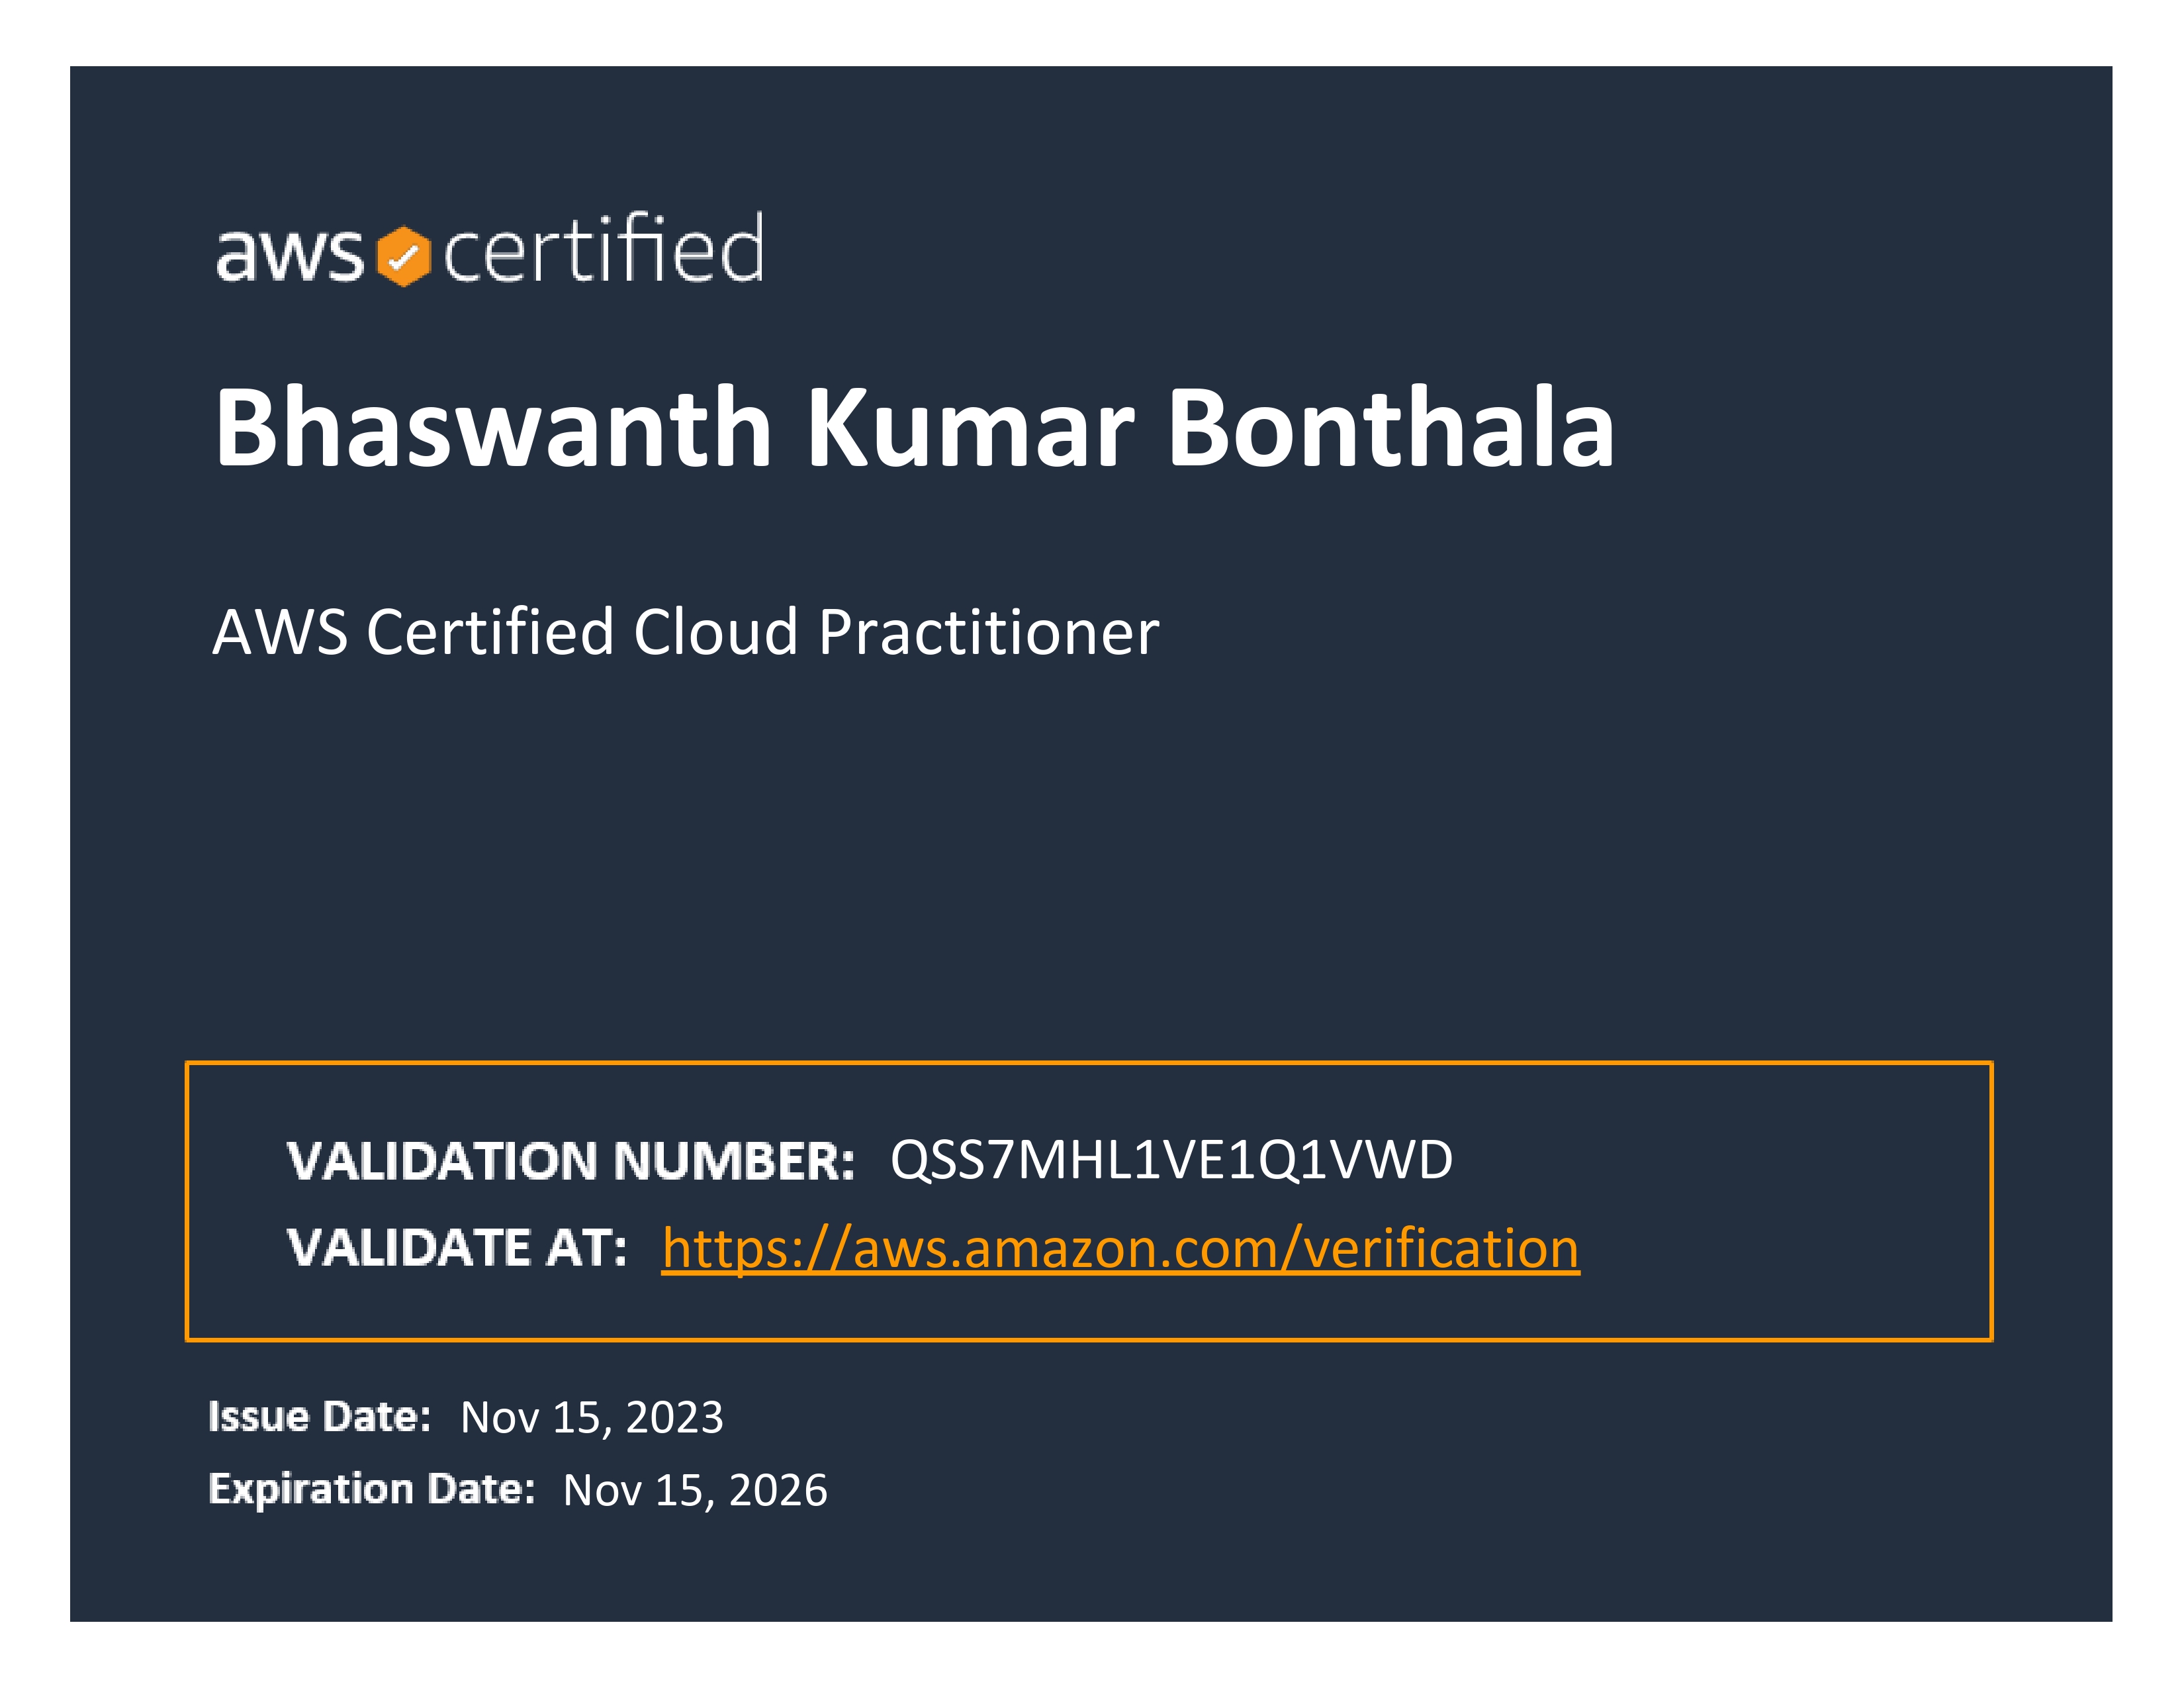 aws certified
Bhaswanth Kumar Bonthala
AWS Certified Cloud Practitioner
VALIDATION NUMBER: QSS7MHL1VE1Q1VWD
VALIDATE AT: https://aws.amazon.com/verification
Issue Date: Nov 15, 2023
Expiration Date: Nov 15, 2026